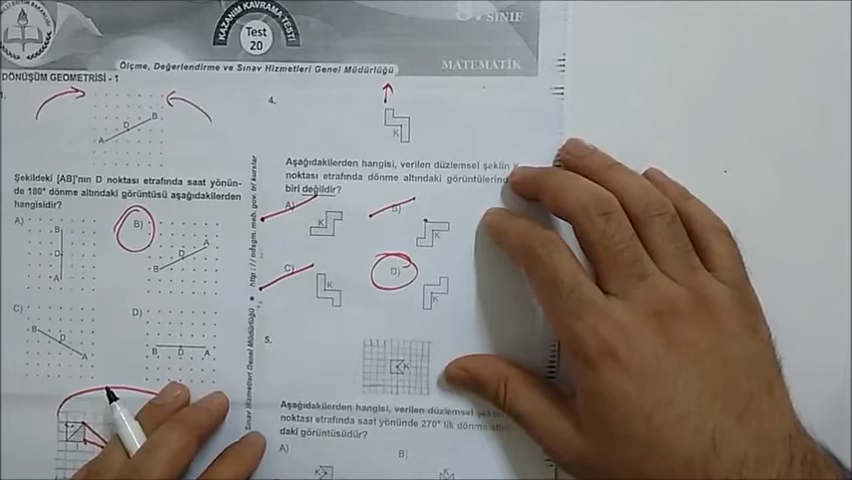 KAZANIM KAVRAMA TESTİ
Test
20
8. SINIF
MATEMATİK
Ölçme, Değerlendirme ve Sınav Hizmetleri Genel Müdürlüğü
DÖNÜŞÜM GEOMETRİSİ - 1
1.
A D B
Şekildeki [AB]'nın D noktası etrafında saat yönün-
de 180° dönme altındaki görüntüsü aşağıdakilerden
hangisidir?
A)
B
D
A
B)
A
D
B
C)
B
D
A
D)
B D A
http://odsgm.meb.gov.tr/kurslar
Sınav Hizmetleri Genel Müdürlüğü
4.
K
Aşağıdakilerden hangisi, verilen düzlemsel şeklin K
noktası etrafında dönme altındaki görüntülerinden
biri değildir?
A)
K
B)
K
C)
K
D)
K
5.
K
Aşağıdakilerden hangisi, verilen düzlemsel şeklin
noktası etrafında saat yönünde 270° lik dönme
daki görüntüsüdür?
A)
K
B)
K